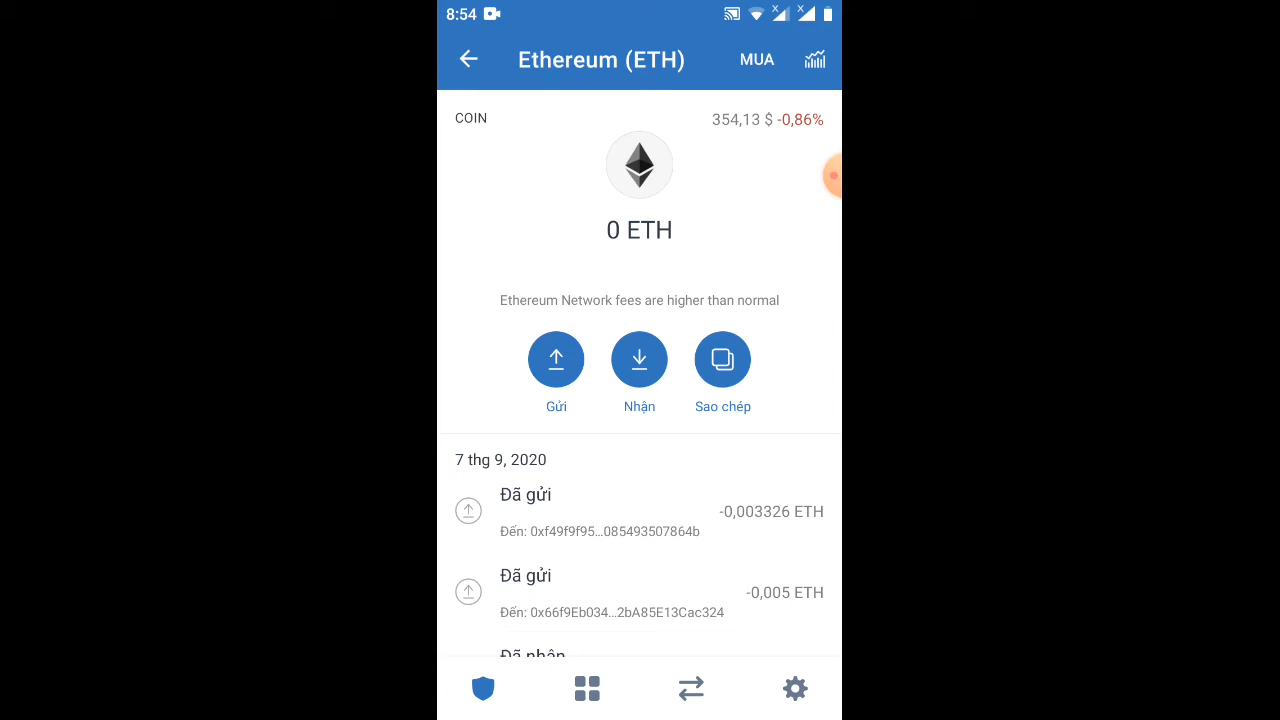 8:54
Ethereum (ETH)
MUA
COIN
354,13 $ -0,86%
0 ETH
Ethereum Network fees are higher than normal
Gửi
Nhận
Sao chép
7 thg 9, 2020
Đã gửi
-0,003326 ETH
Đến: 0xf49f9f95...085493507864b
Đã gửi
-0,005 ETH
Đến: 0x66f9Eb034...2bA85E13Cac324
Đã nhận